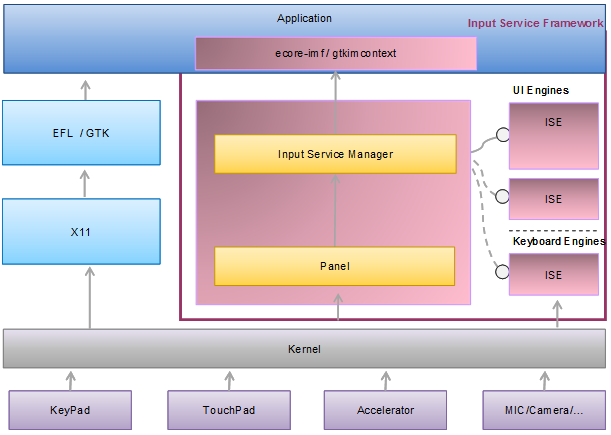 Application
Input Service Framework
ecore-imf / gtkimcontext
UI Engines
ISE
EFL / GTK
Input Service Manager
ISE
X11
Keyboard Engines
Panel
ISE
Kernel
KeyPad
TouchPad
Accelerator
MIC/Camera/...